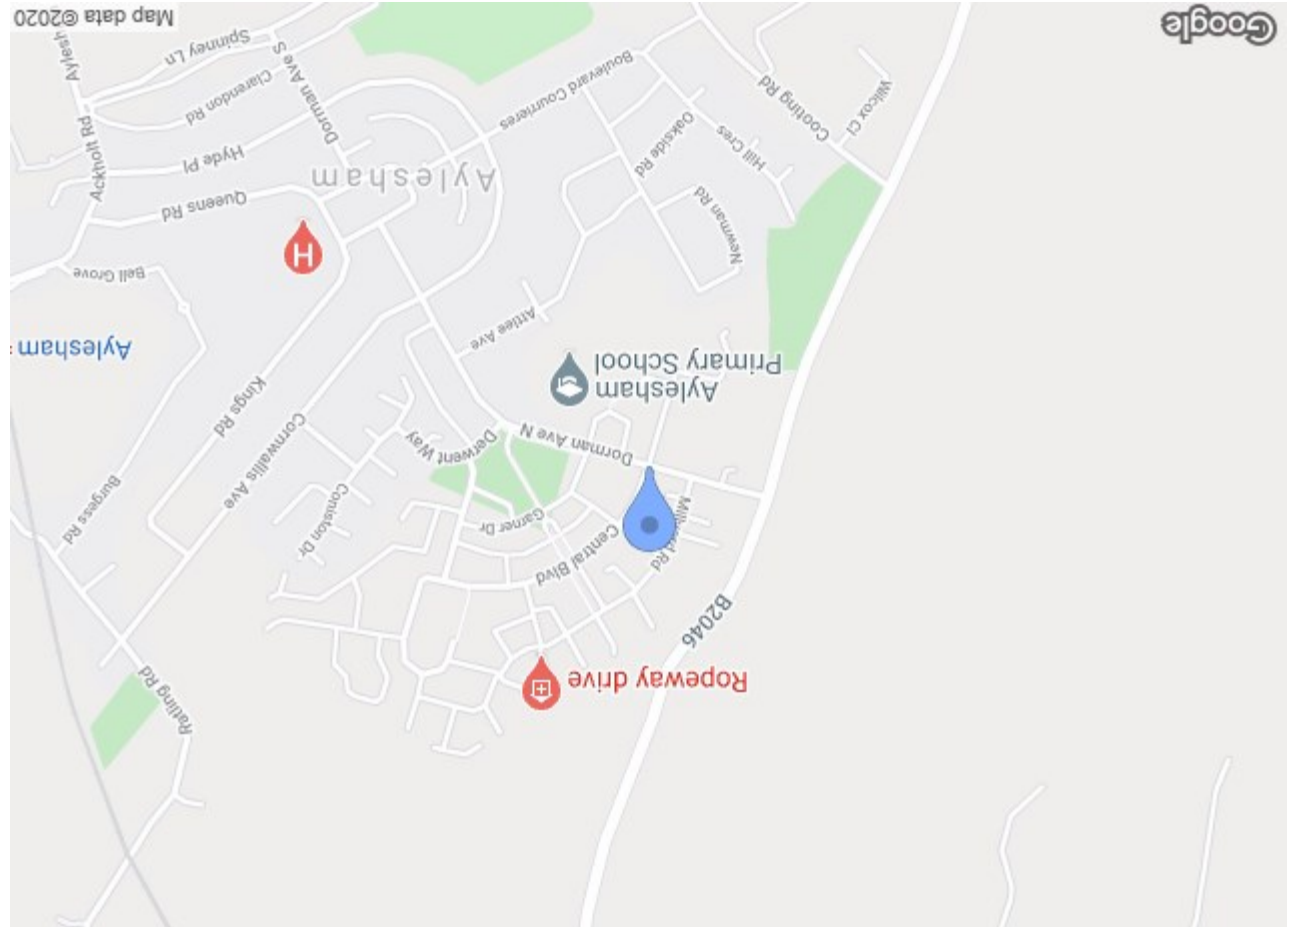 Ratling Rd
Ropeway drive
B2046
Central Blvd
Rd
Garner Dr
Coniston Dr
Burgess Rd
Cornwallis Ave
Dorman Ave N
Derwent Way
Kings Rd
Aylesham
Primary School
Aylesham
Attlee Ave
Bell Grove
H
Newman Rd
Queens Rd
Aylesham
Hyde Pl
Ackholt Rd
Hill Cres
Oakside Rd
Wilcox Cl
Cooting Rd
Boulevard Courrieres
Dorman Ave S
Clarendon Rd
Spinney Ln
Aylesh
Google
Map data ©2020